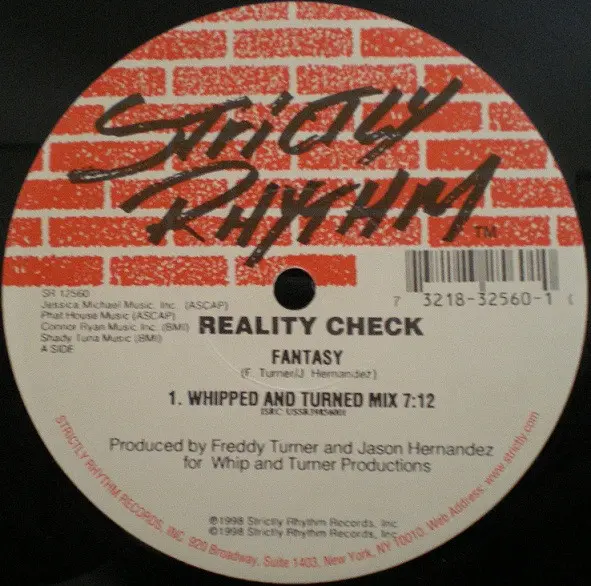 STRICTLY
RHYTHM
TM
SR 12560
Jessica Michael Music, Inc. (ASCAP)
Phat House Music (ASCAP)
Connor Ryan Music Inc. (BMI)
Shady Tuna Music (BMI)
A SIDE
7 3218-32560-1
REALITY CHECK
FANTASY
(F. Turner/J. Hernandez)
1. WHIPPED AND TURNED MIX 7:12
Produced by Freddy Turner and Jason Hernandez
for Whip and Turner Productions
℗1998 Strictly Rhythm Records, Inc.
©1998 Strictly Rhythm Records, Inc.
STRICTLY RHYTHM RECORDS, INC. 920 Broadway, Suite 1403, New York, NY 10010. Web Address: www.strictly.com